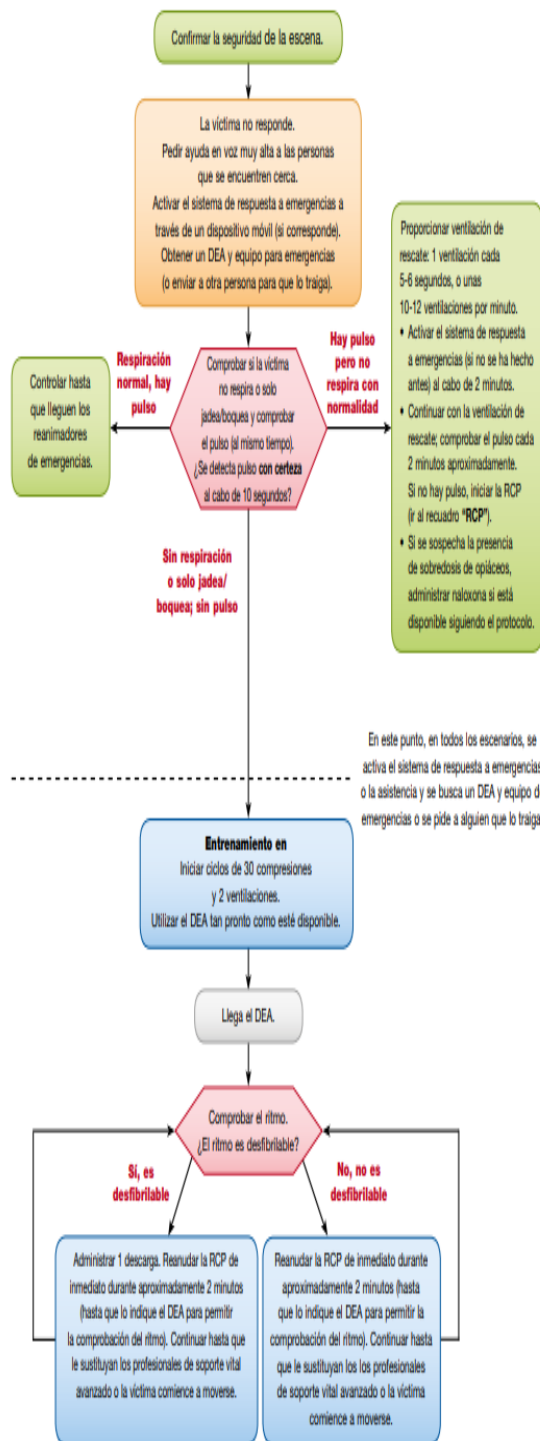 Confirmar la seguridad de la escena.
La víctima no responde.
Pedir ayuda en voz muy alta a las personas
que se encuentren cerca.
Activar el sistema de respuesta a emergencias a
través de un dispositivo móvil (si corresponde).
Obtener un DEA y equipo para emergencias
(o enviar a otra persona para que lo traiga).
Respiración
normal, hay
pulso
Controlar hasta
que lleguen los
reanimadores
de emergencias.
Comprobar si la víctima
no respira o solo
jadea/boquea y comprobar
el pulso (al mismo tiempo).
¿Se detecta pulso con certeza
al cabo de 10 segundos?
Hay pulso
pero no
respira con
normalidad
Proporcionar ventilación de
rescate: 1 ventilación cada
5-6 segundos, o unas
10-12 ventilaciones por minuto.
• Activar el sistema de respuesta
a emergencias (si no se ha hecho
antes) al cabo de 2 minutos.
• Continuar con la ventilación de
rescate; comprobar el pulso cada
2 minutos aproximadamente.
Si no hay pulso, iniciar la RCP
(ir al recuadro "RCP").
• Si se sospecha la presencia
de sobredosis de opiáceos,
administrar naloxona si está
disponible siguiendo el protocolo.
Sin respiración
o solo jadea/
boquea; sin pulso
En este punto, en todos los escenarios, se
activa el sistema de respuesta a emergencias
o la asistencia y se busca un DEA y equipo d
emergencias o se pide a alguien que lo traiga
Entrenamiento en
Iniciar ciclos de 30 compresiones
y 2 ventilaciones.
Utilizar el DEA tan pronto como esté disponible.
Llega el DEA.
Comprobar el ritmo.
¿El ritmo es desfibrilable?
Sí, es
desfibrilable
No, no es
desfibrilable
Administrar 1 descarga. Reanudar la RCP de
inmediato durante aproximadamente 2 minutos
(hasta que lo indique el DEA para permitir
la comprobación del ritmo). Continuar hasta que
le sustituyan los profesionales de soporte vital
avanzado o la víctima comience a moverse.
Reanudar la RCP de inmediato durante
aproximadamente 2 minutos (hasta
que lo indique el DEA para permitir la
comprobación del ritmo). Continuar hasta
que le sustituyan los los profesionales
de soporte vital avanzado o la víctima
comience a moverse.